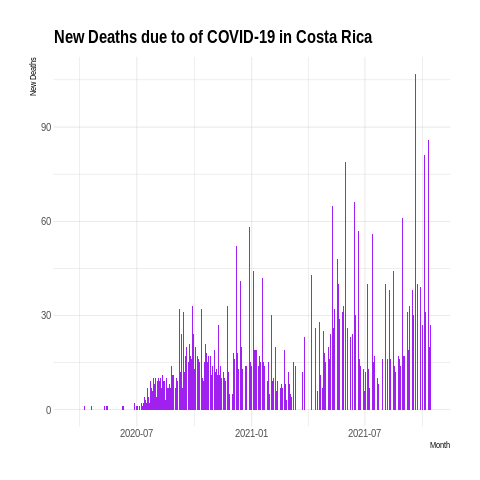 New Deaths due to of COVID-19 in Costa Rica
New Deaths
90
60
30
0
2020-07 2021-01 2021-07
Month